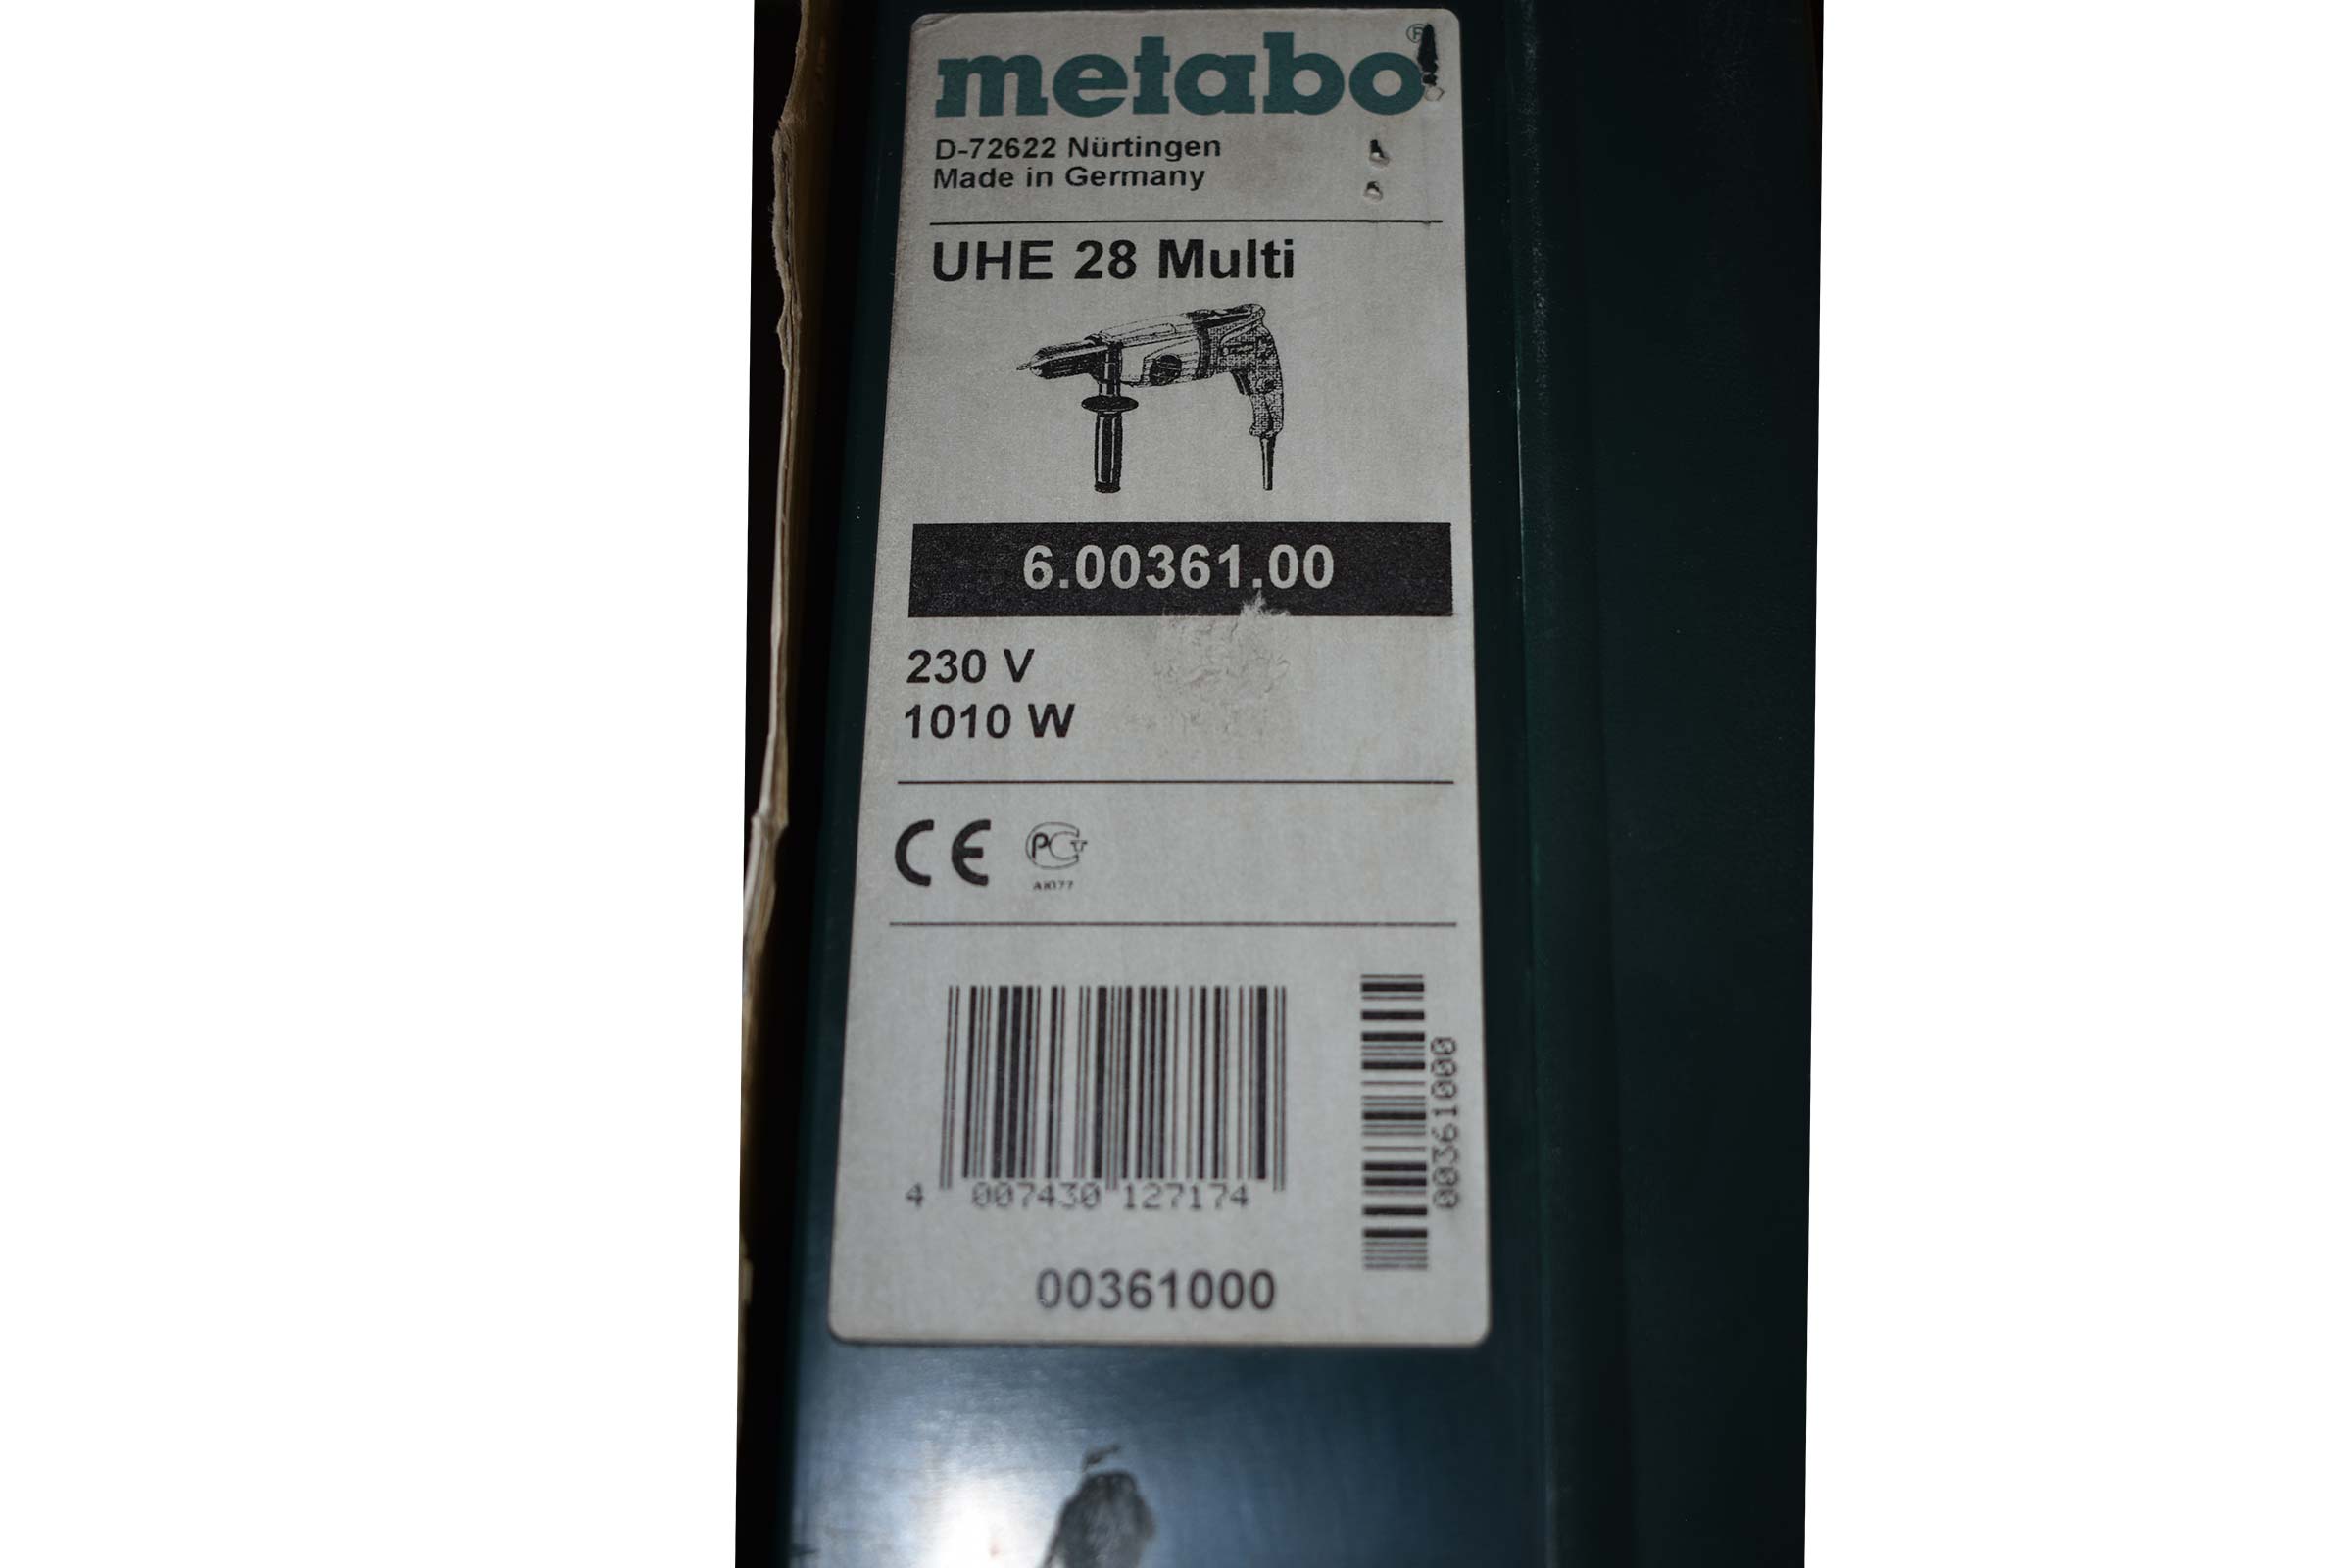 metabo®
D-72622 Nürtingen
Made in Germany
UHE 28 Multi
6.00361.00
230 V
1010 W
CE
4 007430 127174
00361000
00361000